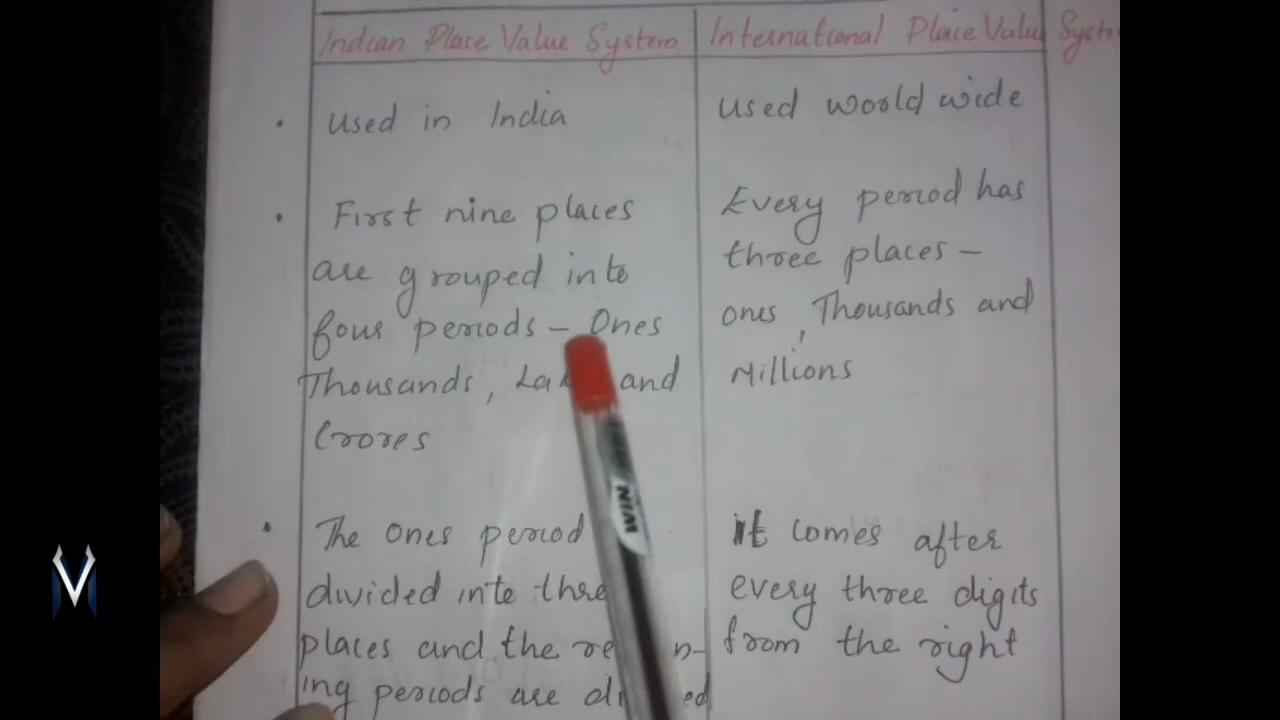 Indian Place Value System
International Place Value System
• Used in India
Used world wide
• First nine places
are grouped into
four periods – Ones
Thousands, and
Crores
Every period has
three places –
ones, Thousands and
Millions
• The Ones period
divided into
places and the
ing periods are
it comes after
every three digits
from the right
WIN